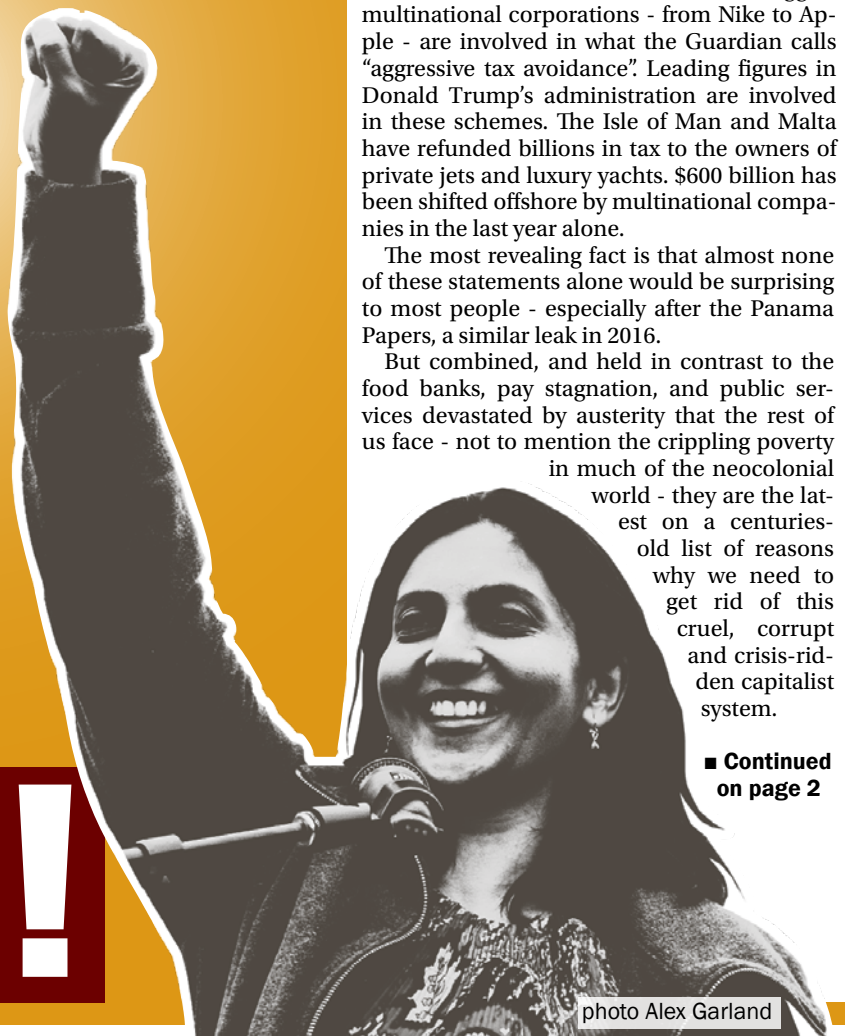 multinational corporations - from Nike to Ap-
ple - are involved in what the Guardian calls
“aggressive tax avoidance”. Leading figures in
Donald Trump’s administration are involved
in these schemes. The Isle of Man and Malta
have refunded billions in tax to the owners of
private jets and luxury yachts. $600 billion has
been shifted offshore by multinational compa-
nies in the last year alone.
The most revealing fact is that almost none
of these statements alone would be surprising
to most people - especially after the Panama
Papers, a similar leak in 2016.
But combined, and held in contrast to the
food banks, pay stagnation, and public ser-
vices devastated by austerity that the rest of
us face - not to mention the crippling poverty
in much of the neocolonial
world - they are the lat-
est on a centuries-
old list of reasons
why we need to
get rid of this
cruel, corrupt
and crisis-rid-
den capitalist
system.
■ Continued
on page 2
!
photo Alex Garland